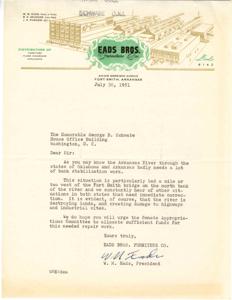 EADS BROS.
FORT SMITH, ARKANSAS
July 30, 1951
The Honorable George B. Schwabe
House Office Building
Washington, D. C.
Dear Sir:
As you may know the Arkansas River through the
states of Oklahoma and Arkansas badly needs a lot
of bank stabilization work.
This situation is particularly bad a mile or
two west of the Fort Smith bridge on the north bank
of the river and we constantly hear of other situ-
ations in both states that need immediate correc-
tion. It is evident, of course, that the river is
destroying lands, and creating damage to highways
and industrial sites.
We do hope you will urge the Senate Appropria-
tions Committee to allocate sufficient funds for
this needed repair work.
Yours truly,
EADS BROS. FURNITURE CO.
W. H. Eads, President